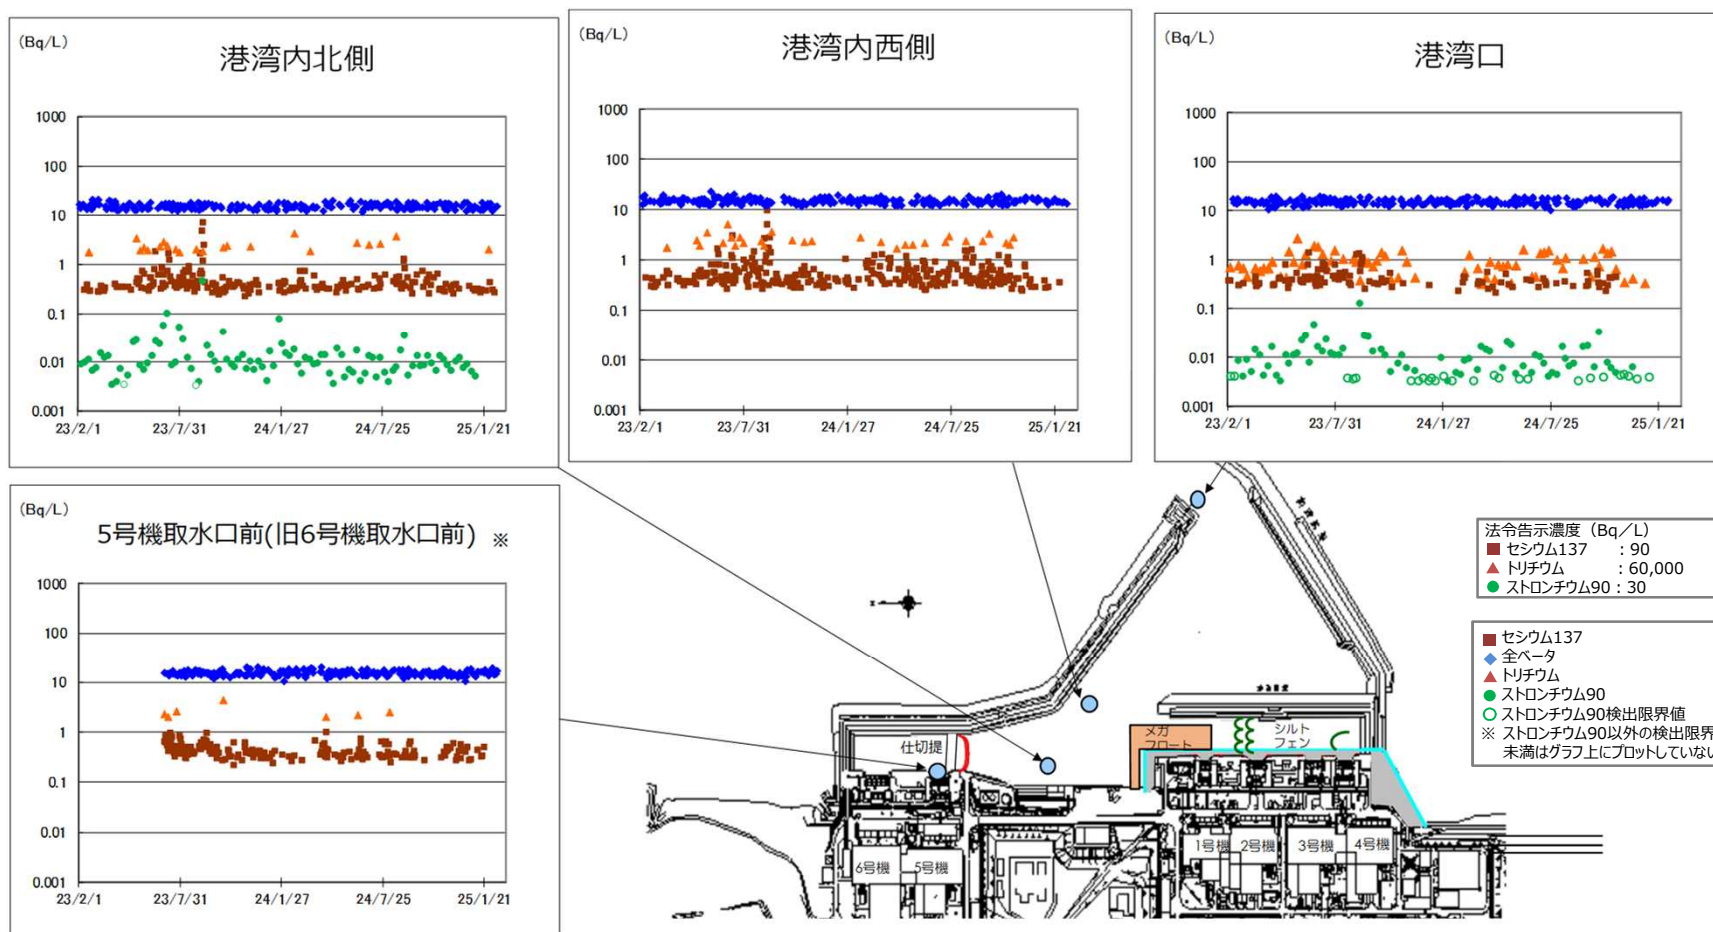 (Bq/L)
港湾内北側
1000
100
10
1
0.1
0.01
0.001
23/2/1 23/7/31 24/1/27 24/7/25 25/1/21
(Bq/L)
港湾内西側
1000
100
10
1
0.1
0.01
0.001
23/2/1 23/7/31 24/1/27 24/7/25 25/1/21
(Bq/L)
港湾口
1000
100
10
1
0.1
0.01
0.001
23/2/1 23/7/31 24/1/27 24/7/25 25/1/21
(Bq/L)
5号機取水口前(旧6号機取水口前) ※
1000
100
10
1
0.1
0.01
0.001
23/2/1 23/7/31 24/1/27 24/7/25 25/1/21
法令告示濃度（Bq／L）
セシウム137 : 90
トリチウム : 60,000
ストロンチウム90 : 30
セシウム137
全ベータ
トリチウム
ストロンチウム90
ストロンチウム90検出限界値
※ ストロンチウム90以外の検出限界
未満はグラフ上にプロットしていない
仕切堤
メガ
フロート
シルト
フェン
6号機
5号機
1号機
2号機
3号機
4号機